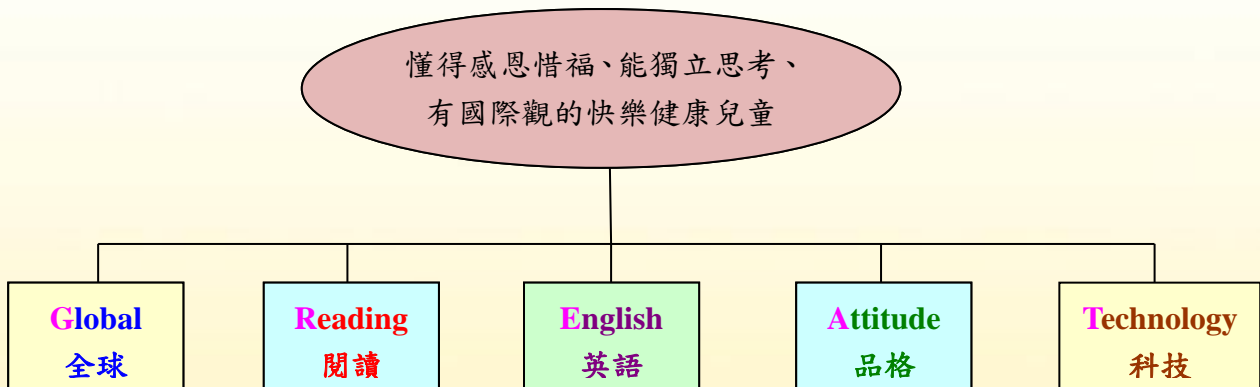 懂得感恩惜福、能獨立思考、
有國際觀的快樂健康兒童
Global
全球
Reading
閱讀
English
英語
Attitude
品格
Technology
科技